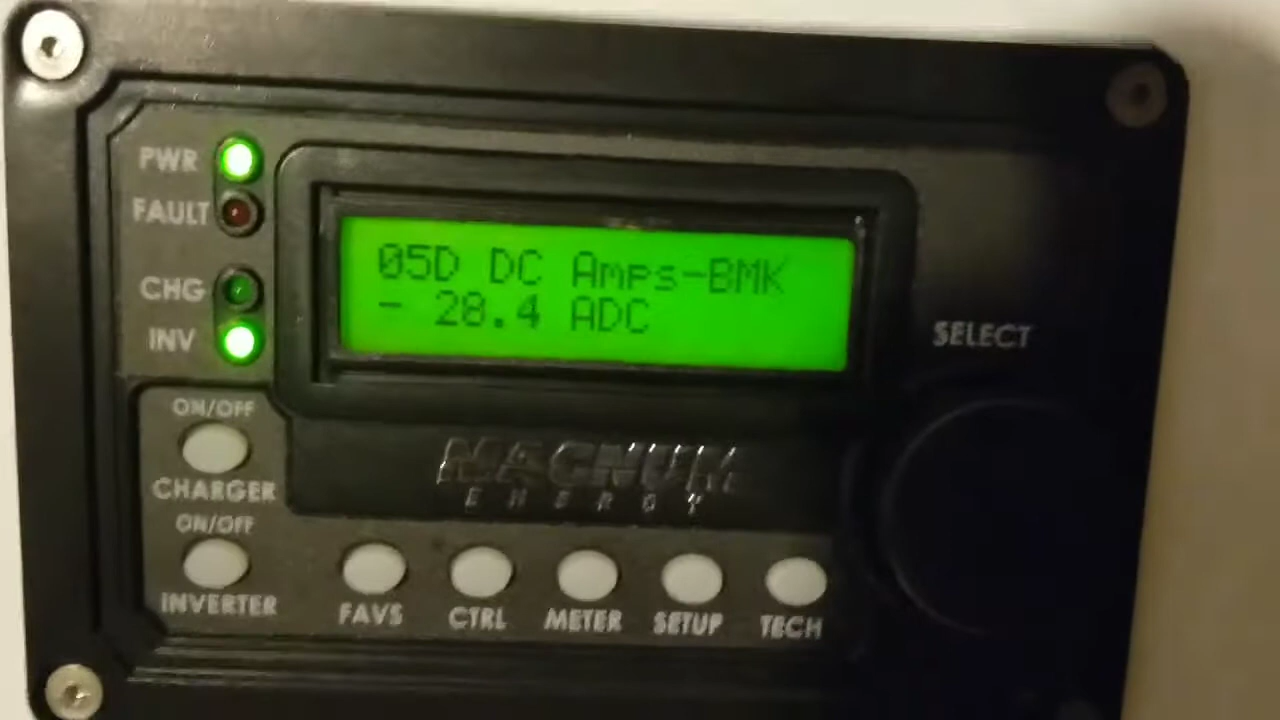 PWR
FAULT
CHG
INV
05D DC Amps-BMK
- 28.4 ADC
SELECT
ON/OFF
CHARGER
ON/OFF
INVERTER
MAGNUM
ENERGY
FAVS
CTRL
METER
SETUP
TECH